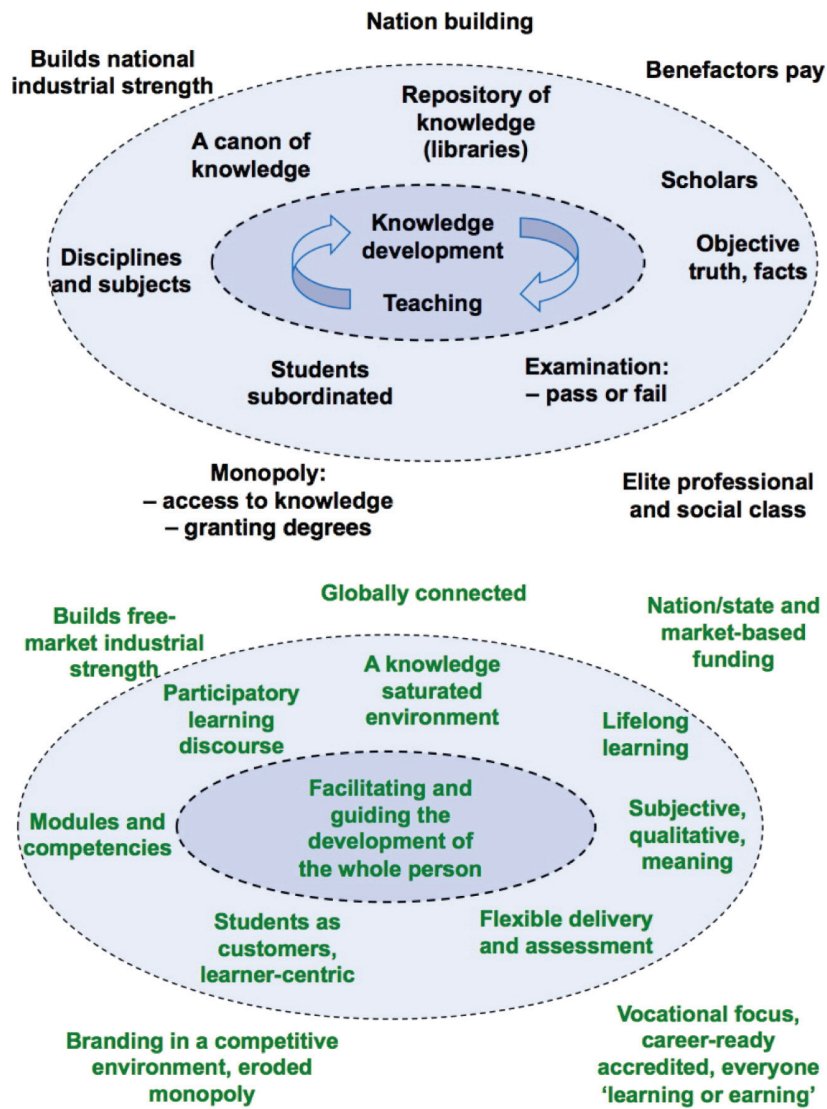 Nation building
Builds national
industrial strength
Benefactors pay
Repository of
knowledge
(libraries)
A canon of
knowledge
Scholars
Knowledge
development
Disciplines
and subjects
Objective
truth, facts
Teaching
Students
subordinated
Examination:
– pass or fail
Monopoly:
– access to knowledge
– granting degrees
Elite professional
and social class
Globally connected
Builds free-
market industrial
strength
Nation/state and
market-based
funding
A knowledge
saturated
environment
Participatory
learning
discourse
Lifelong
learning
Facilitating and
guiding the
development of
the whole person
Modules and
competencies
Subjective,
qualitative,
meaning
Students as
customers,
learner-centric
Flexible delivery
and assessment
Branding in a competitive
environment, eroded
monopoly
Vocational focus,
career-ready
accredited, everyone
‘learning or earning’